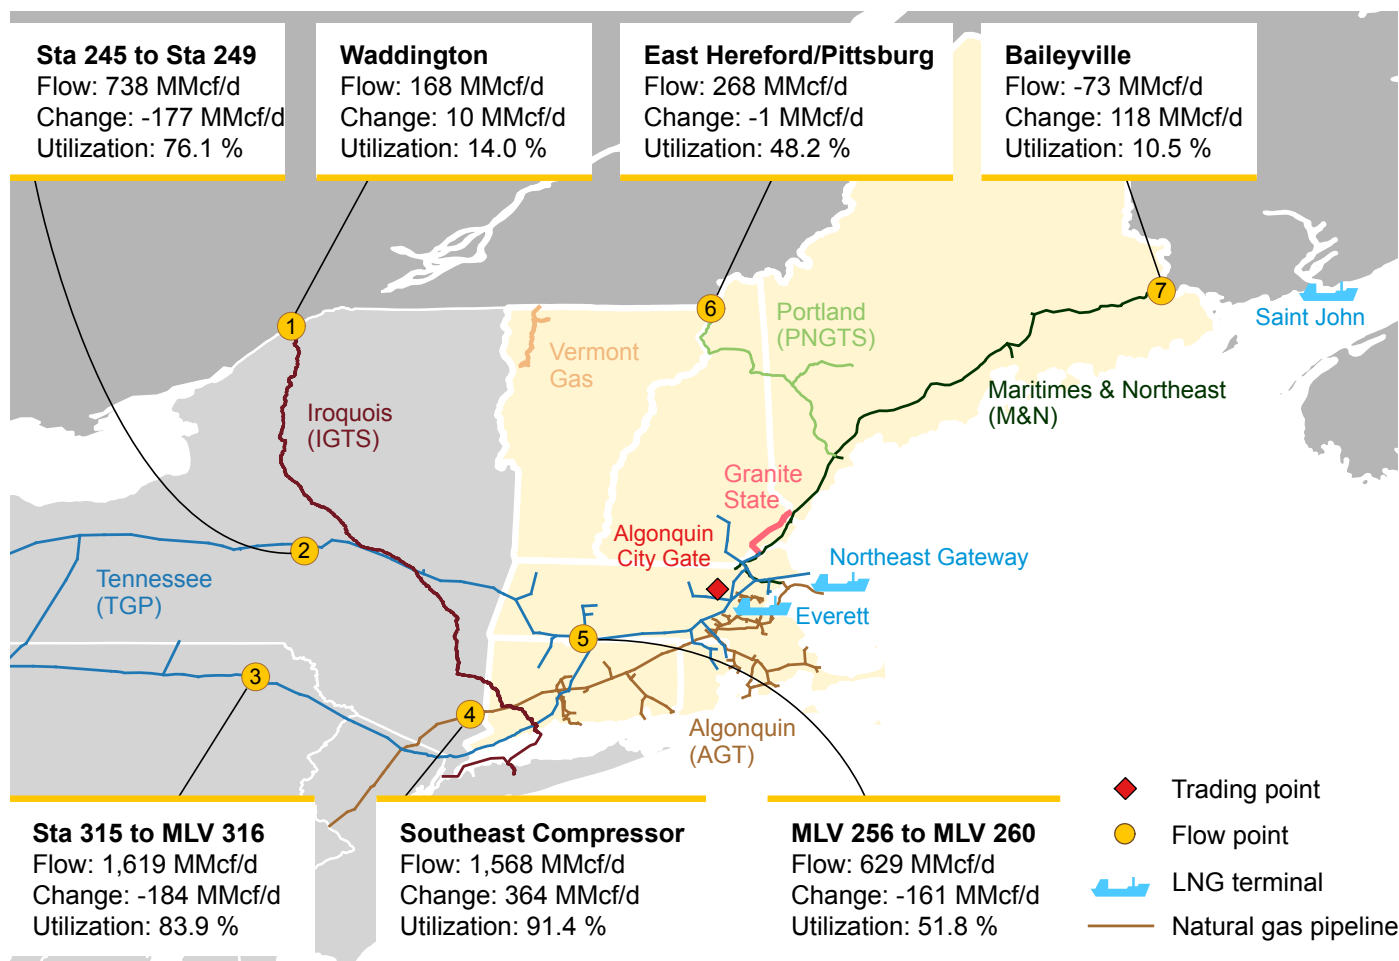 Sta 245 to Sta 249
Flow: 738 MMcf/d
Change: -177 MMcf/d
Utilization: 76.1 %
Waddington
Flow: 168 MMcf/d
Change: 10 MMcf/d
Utilization: 14.0 %
East Hereford/Pittsburg
Flow: 268 MMcf/d
Change: -1 MMcf/d
Utilization: 48.2 %
Baileyville
Flow: -73 MMcf/d
Change: 118 MMcf/d
Utilization: 10.5 %
7
6
1
Saint John
Portland
(PNGTS)
Vermont
Gas
Maritimes & Northeast
(M&N)
Iroquois
(IGTS)
Granite
State
Algonquin
City Gate
2
Northeast Gateway
Tennessee
(TGP)
Everett
5
3
4
Algonquin
(AGT)
Sta 315 to MLV 316
Flow: 1,619 MMcf/d
Change: -184 MMcf/d
Utilization: 83.9 %
Southeast Compressor
Flow: 1,568 MMcf/d
Change: 364 MMcf/d
Utilization: 91.4 %
MLV 256 to MLV 260
Flow: 629 MMcf/d
Change: -161 MMcf/d
Utilization: 51.8 %
Trading point
Flow point
LNG terminal
Natural gas pipeline